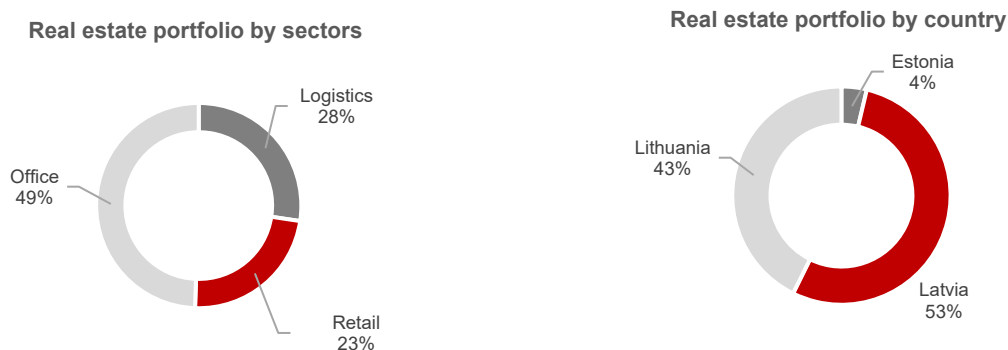 Real estate portfolio by sectors
Logistics
28%
Office
49%
Retail
23%
Real estate portfolio by country
Estonia
4%
Lithuania
43%
Latvia
53%